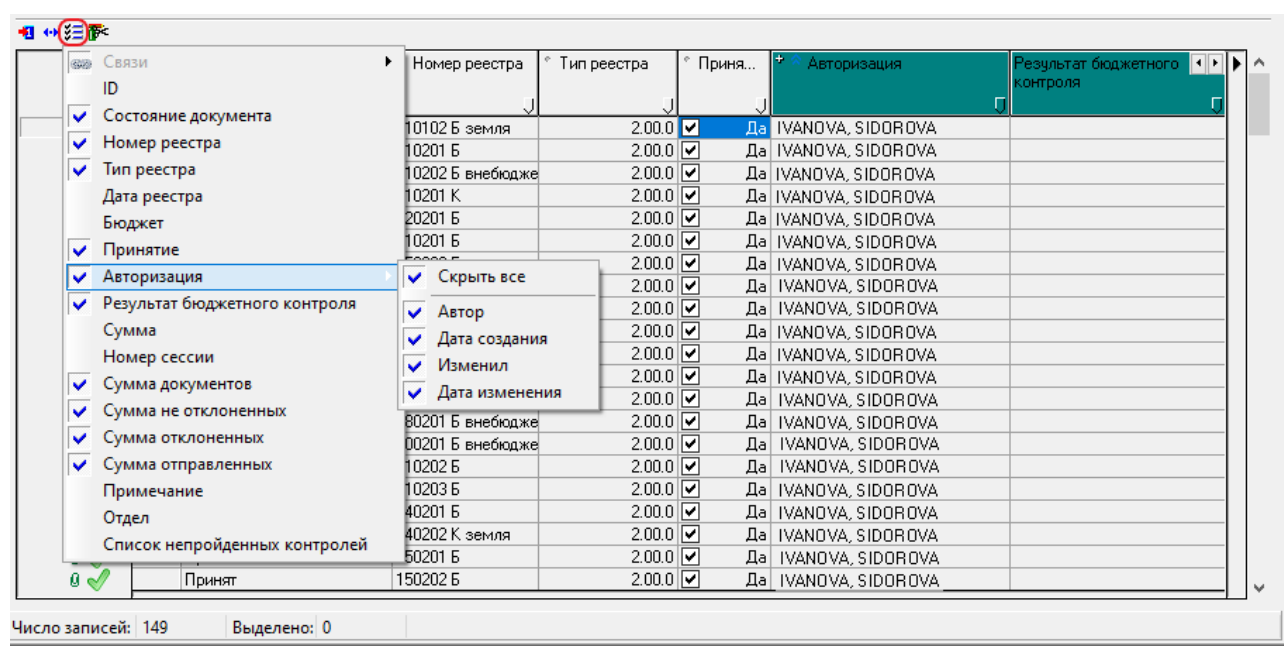 Связи
ID
Состояние документа
Номер реестра
Тип реестра
Дата реестра
Бюджет
Принятие
Авторизация
Результат бюджетного контроля
Сумма
Номер сессии
Сумма документов
Сумма не отклоненных
Сумма отклоненных
Сумма отправленных
Примечание
Отдел
Список непройденных контролей
Скрыть все
Автор
Дата создания
Изменил
Дата изменения
Номер реестра Тип реестра Приня... Авторизация Результат бюджетного
контроля
10102 Б земля 2.00.0 Да IVANOVA, SIDOROVA
10201 Б 2.00.0 Да IVANOVA, SIDOROVA
10202 Б внебюдже 2.00.0 Да IVANOVA, SIDOROVA
10201 К 2.00.0 Да IVANOVA, SIDOROVA
20201 Б 2.00.0 Да IVANOVA, SIDOROVA
10201 Б 2.00.0 Да IVANOVA, SIDOROVA
2.00.0 Да IVANOVA, SIDOROVA
2.00.0 Да IVANOVA, SIDOROVA
2.00.0 Да IVANOVA, SIDOROVA
2.00.0 Да IVANOVA, SIDOROVA
2.00.0 Да IVANOVA, SIDOROVA
2.00.0 Да IVANOVA, SIDOROVA
2.00.0 Да IVANOVA, SIDOROVA
80201 Б внебюдже 2.00.0 Да IVANOVA, SIDOROVA
00201 Б внебюдже 2.00.0 Да IVANOVA, SIDOROVA
10202 Б 2.00.0 Да IVANOVA, SIDOROVA
10203 Б 2.00.0 Да IVANOVA, SIDOROVA
40201 Б 2.00.0 Да IVANOVA, SIDOROVA
40202 К земля 2.00.0 Да IVANOVA, SIDOROVA
50201 Б 2.00.0 Да IVANOVA, SIDOROVA
Принят 150202 Б 2.00.0 Да IVANOVA, SIDOROVA
Число записей: 149 Выделено: 0